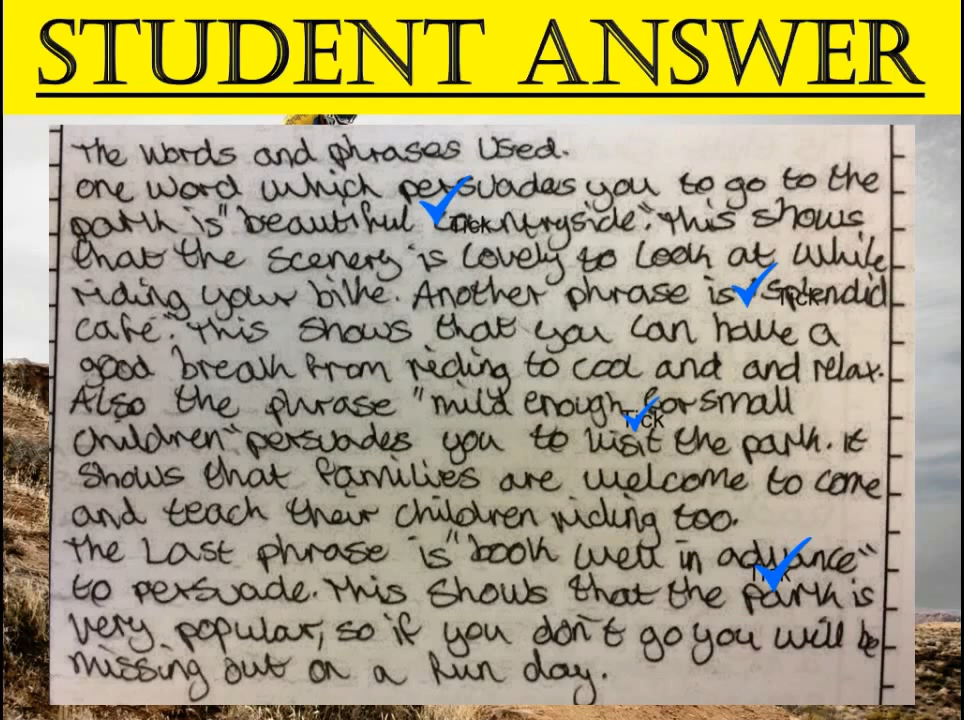 STUDENT ANSWER
The words and phrases used.
one word which persuades you to go to the
park is "beautiful countryside". This shows
that the scenery is lovely to look at while
riding your bike. Another phrase is "splendid
café". This shows that you can have a
good break from riding to cool and and relax.
Also the phrase "mild enough for small
children" persuades you to visit the park. it
shows that families are welcome to come
and teach their children riding too.
the Last phrase is "book well in advance"
to persuade. This shows that the park is
very popular, so if you don't go you will be
missing out on a fun day.
Tick
Tick
Tick
Tick